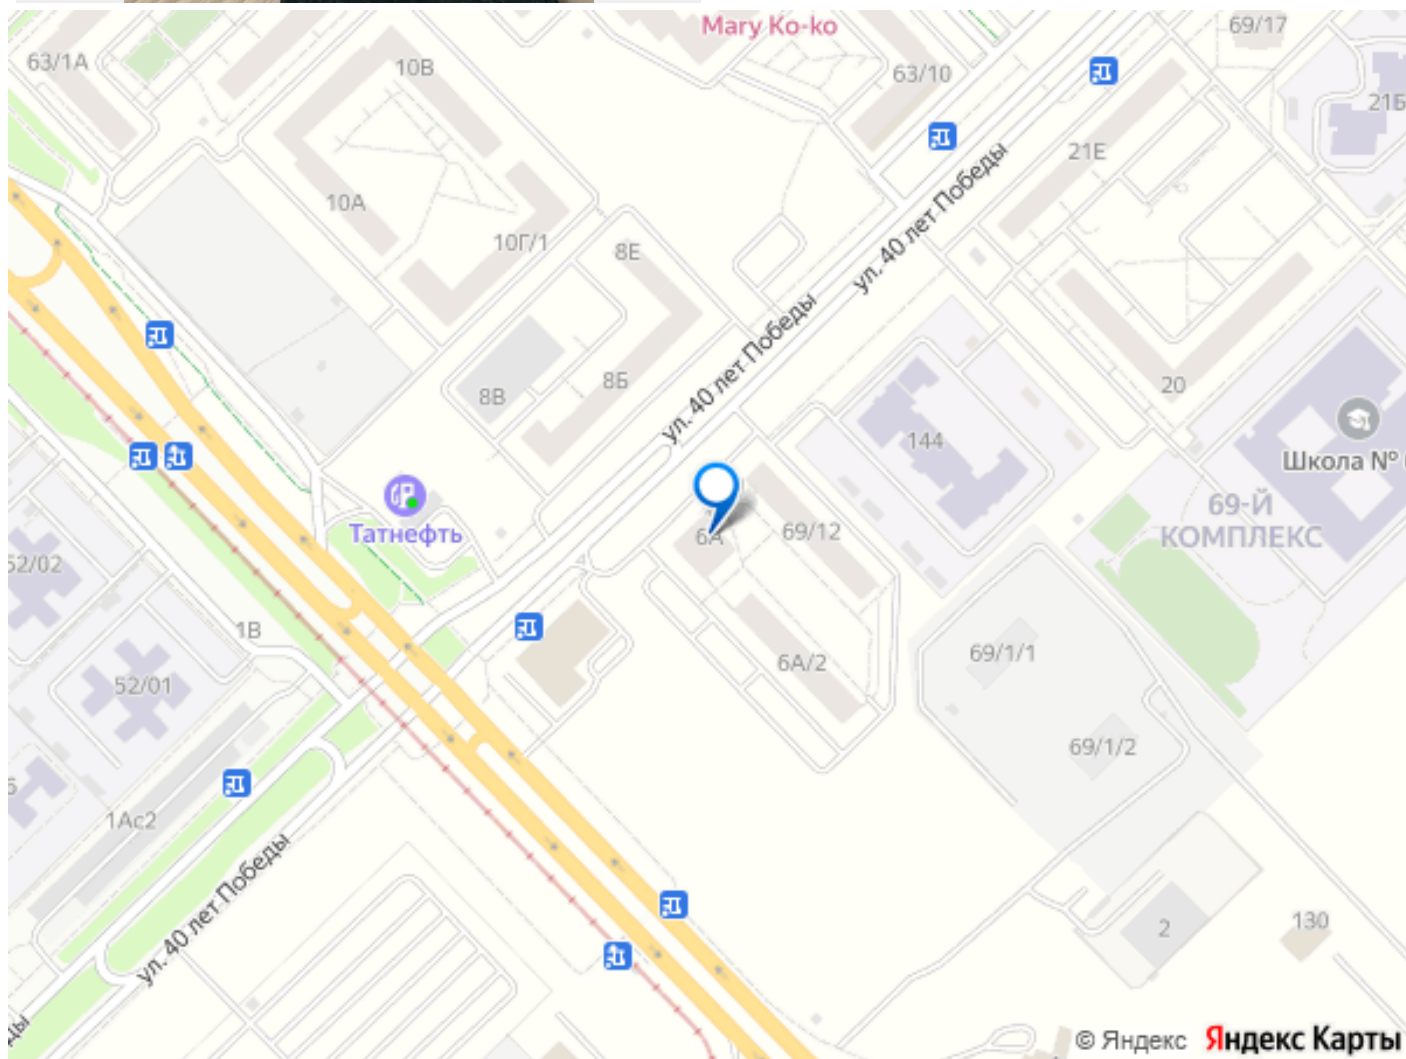 Mary Ko-ko
69/17
63/1А
10В
63/10
21Б
21Е
ул. 40 лет Победы
10А
10Г/1
8Е
ул. 40 лет Победы
8Б
20
8В
144
Школа №
69-Й
КОМПЛЕКС
Татнефть
6А
69/12
52/02
1В
69/1/1
6А/2
52/01
69/1/2
1Ас2
ул. 40 лет Победы
2
130
© Яндекс Яндекс Карты